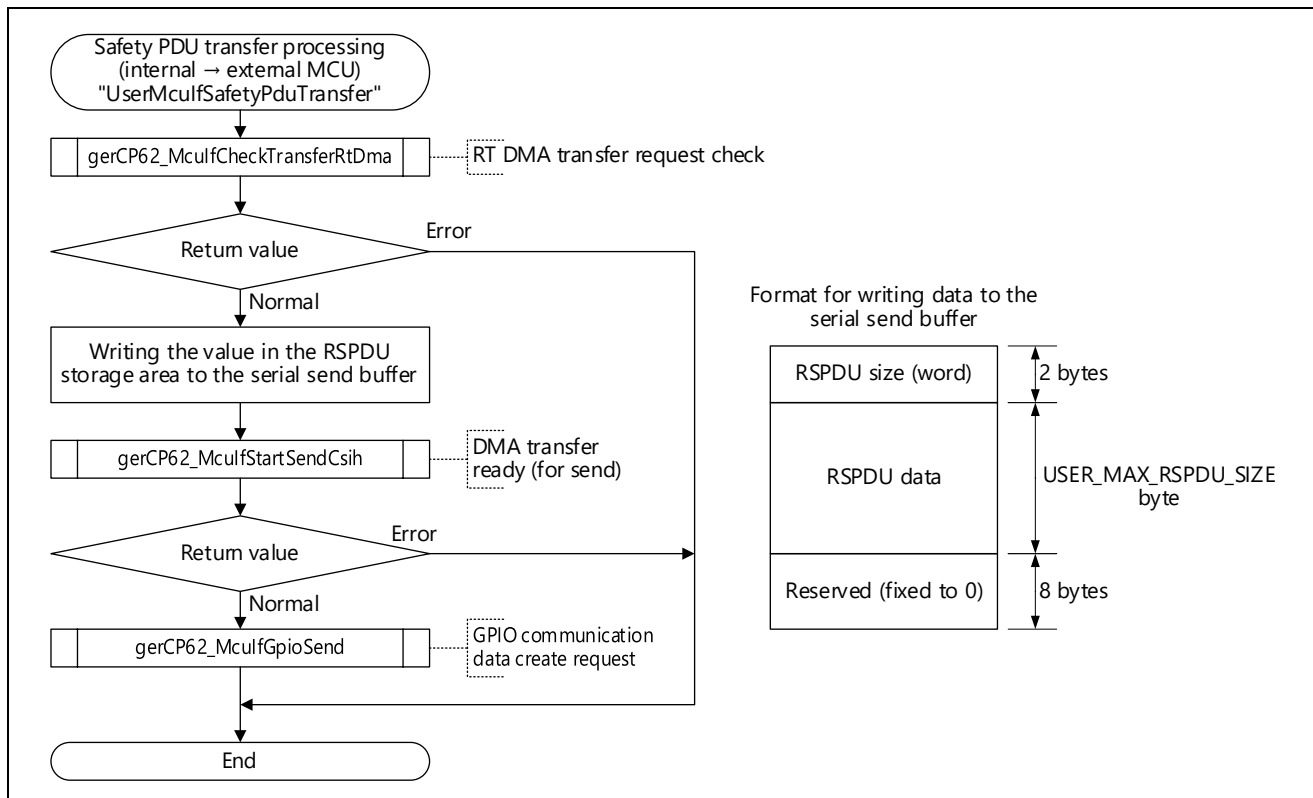 Safety PDU transfer processing
(internal → external MCU)
"UserMcuIfSafetyPduTransfer"
gerCP62_McuIfCheckTransferRtDma
RT DMA transfer request check
Return value
Error
Normal
Writing the value in the RSPDU
storage area to the serial send buffer
gerCP62_McuIfStartSendCsih
DMA transfer
ready (for send)
Return value
Error
Normal
gerCP62_McuIfGpioSend
GPIO communication
data create request
End
Format for writing data to the
serial send buffer
RSPDU size (word)
2 bytes
RSPDU data
USER_MAX_RSPDU_SIZE
byte
Reserved (fixed to 0)
8 bytes